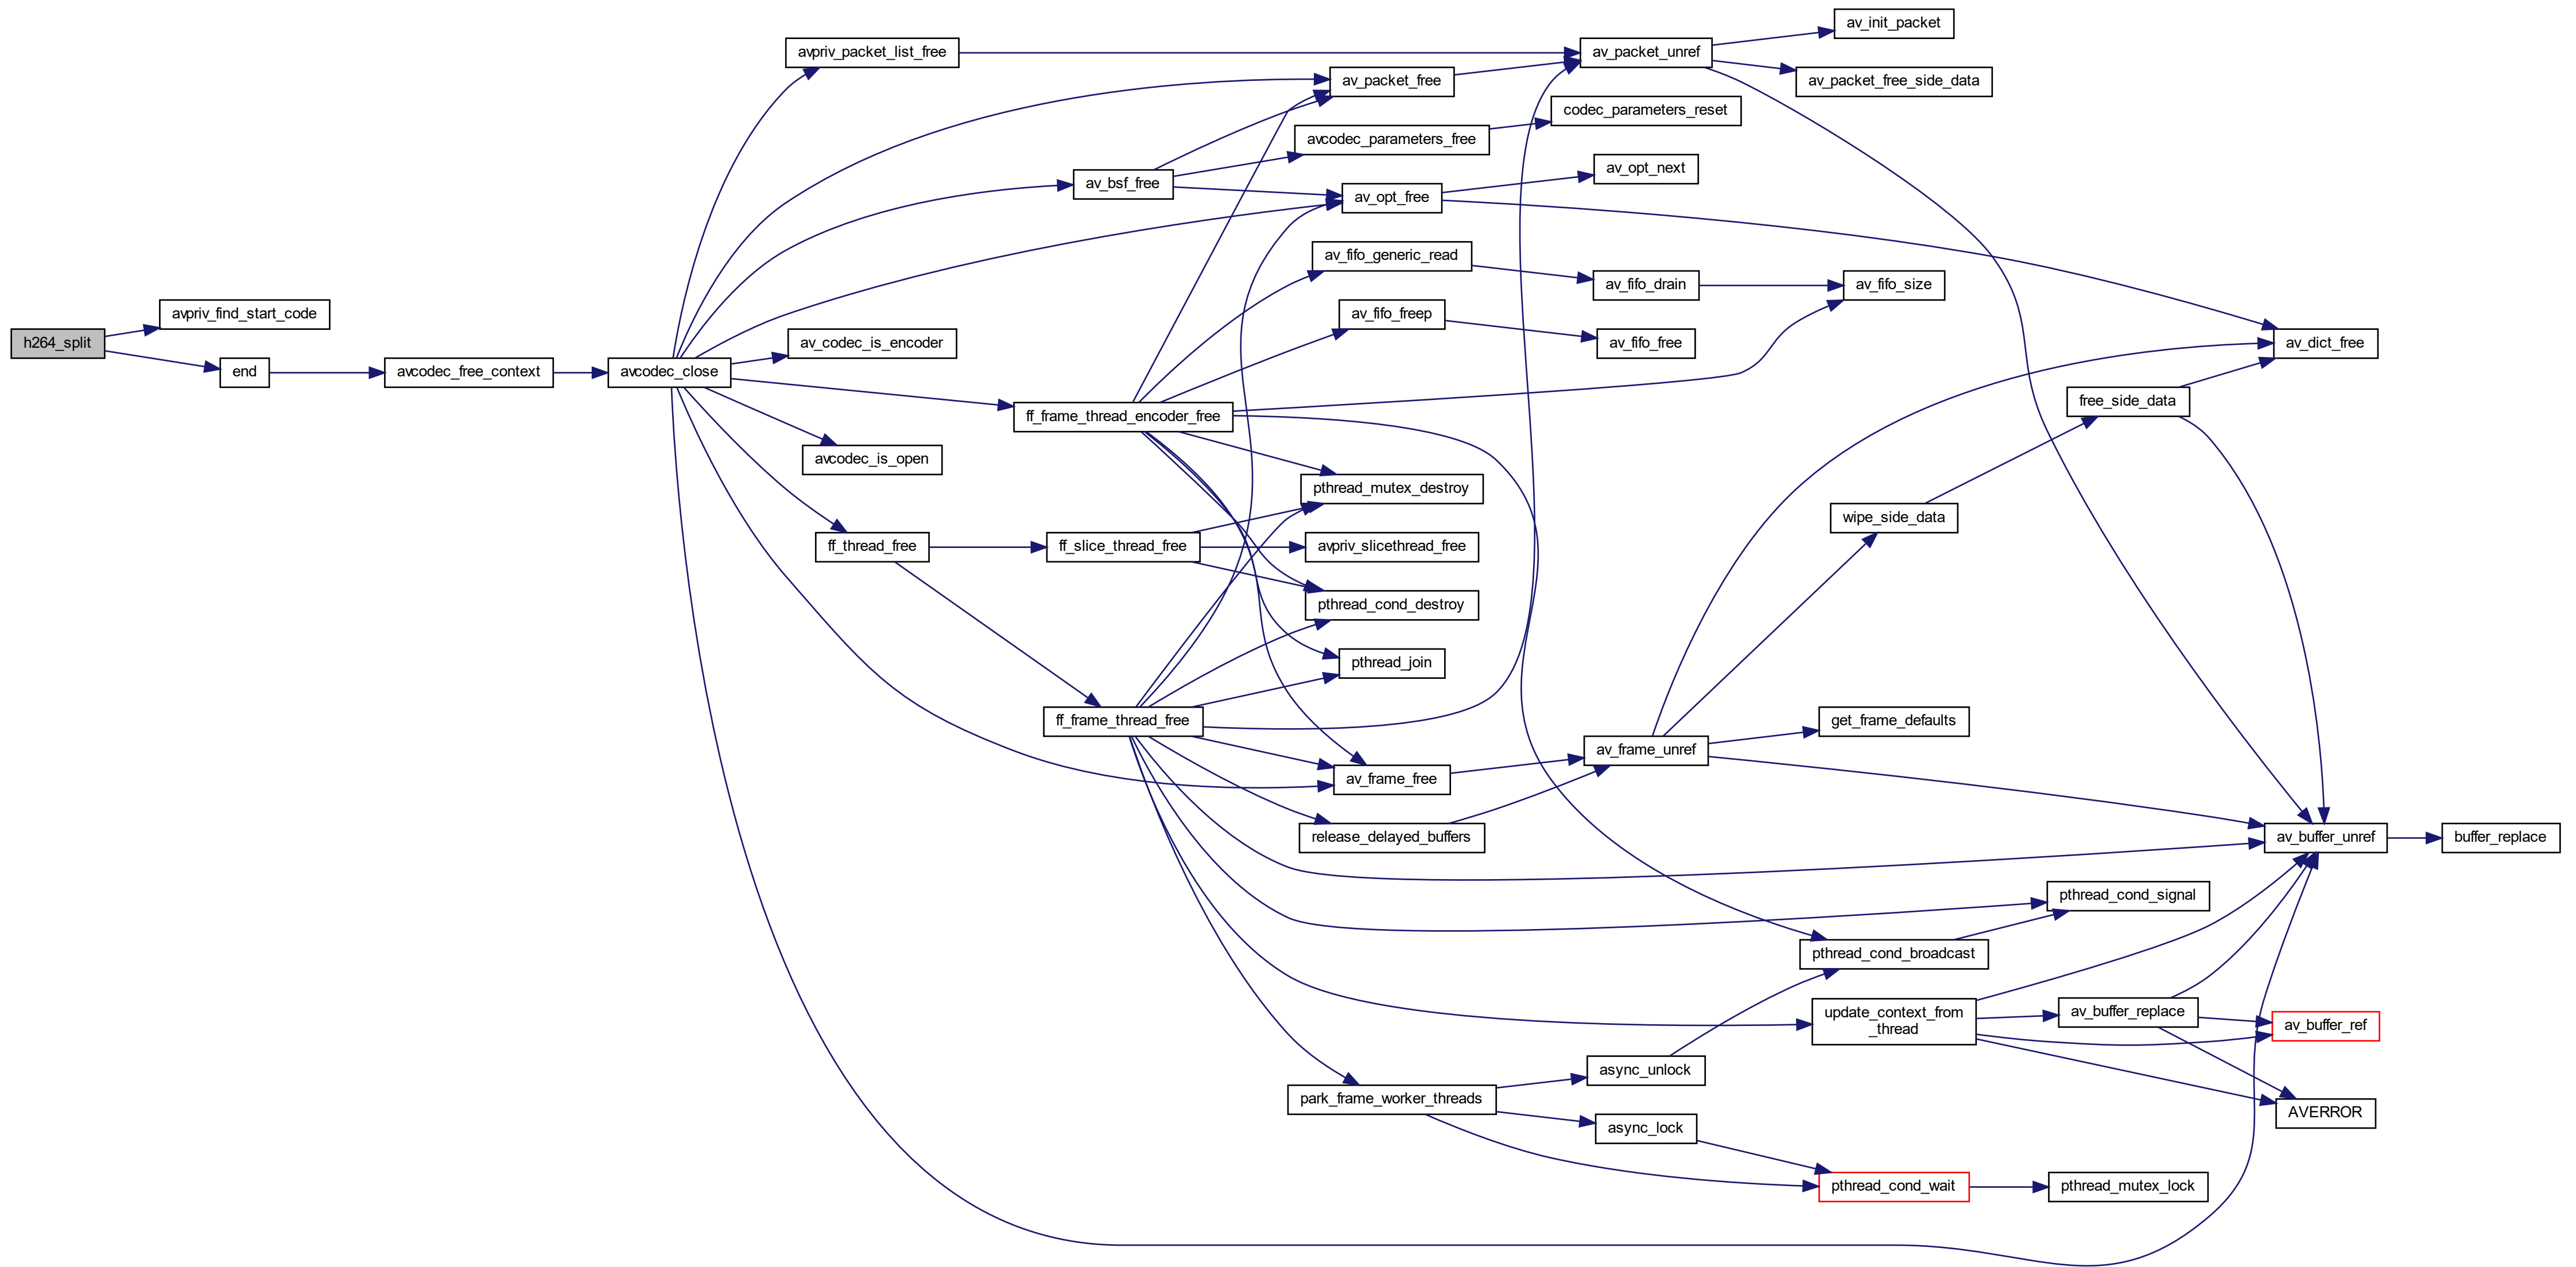 h264_split
avpriv_find_start_code
end
avcodec_free_context
avcodec_close
avpriv_packet_list_free
av_codec_is_encoder
avcodec_is_open
ff_thread_free
av_bsf_free
ff_frame_thread_encoder_free
ff_slice_thread_free
ff_frame_thread_free
av_packet_free
avcodec_parameters_free
av_opt_free
av_fifo_generic_read
av_fifo_freep
pthread_mutex_destroy
avpriv_slicethread_free
pthread_cond_destroy
pthread_join
av_frame_free
release_delayed_buffers
park_frame_worker_threads
av_packet_unref
codec_parameters_reset
av_opt_next
av_fifo_drain
av_fifo_free
av_frame_unref
async_unlock
async_lock
av_init_packet
av_packet_free_side_data
av_fifo_size
wipe_side_data
get_frame_defaults
pthread_cond_broadcast
update_context_from
_thread
pthread_cond_wait
free_side_data
pthread_cond_signal
av_buffer_replace
pthread_mutex_lock
av_dict_free
av_buffer_unref
av_buffer_ref
AVERROR
buffer_replace